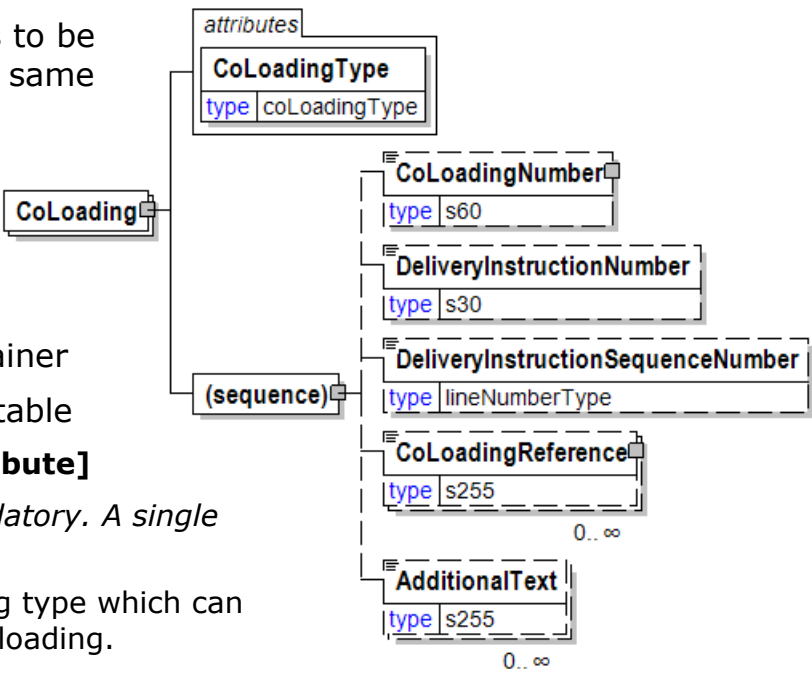 s to be
same
ainer
table
bute]
latory. A single
g type which can
loading.
attributes
CoLoadingType
type coLoadingType
CoLoading
(sequence)
CoLoadingNumber
type s60
DeliveryInstructionNumber
type s30
DeliveryInstructionSequenceNumber
type lineNumberType
CoLoadingReference
type s255
0.. ∞
AdditionalText
type s255
0.. ∞